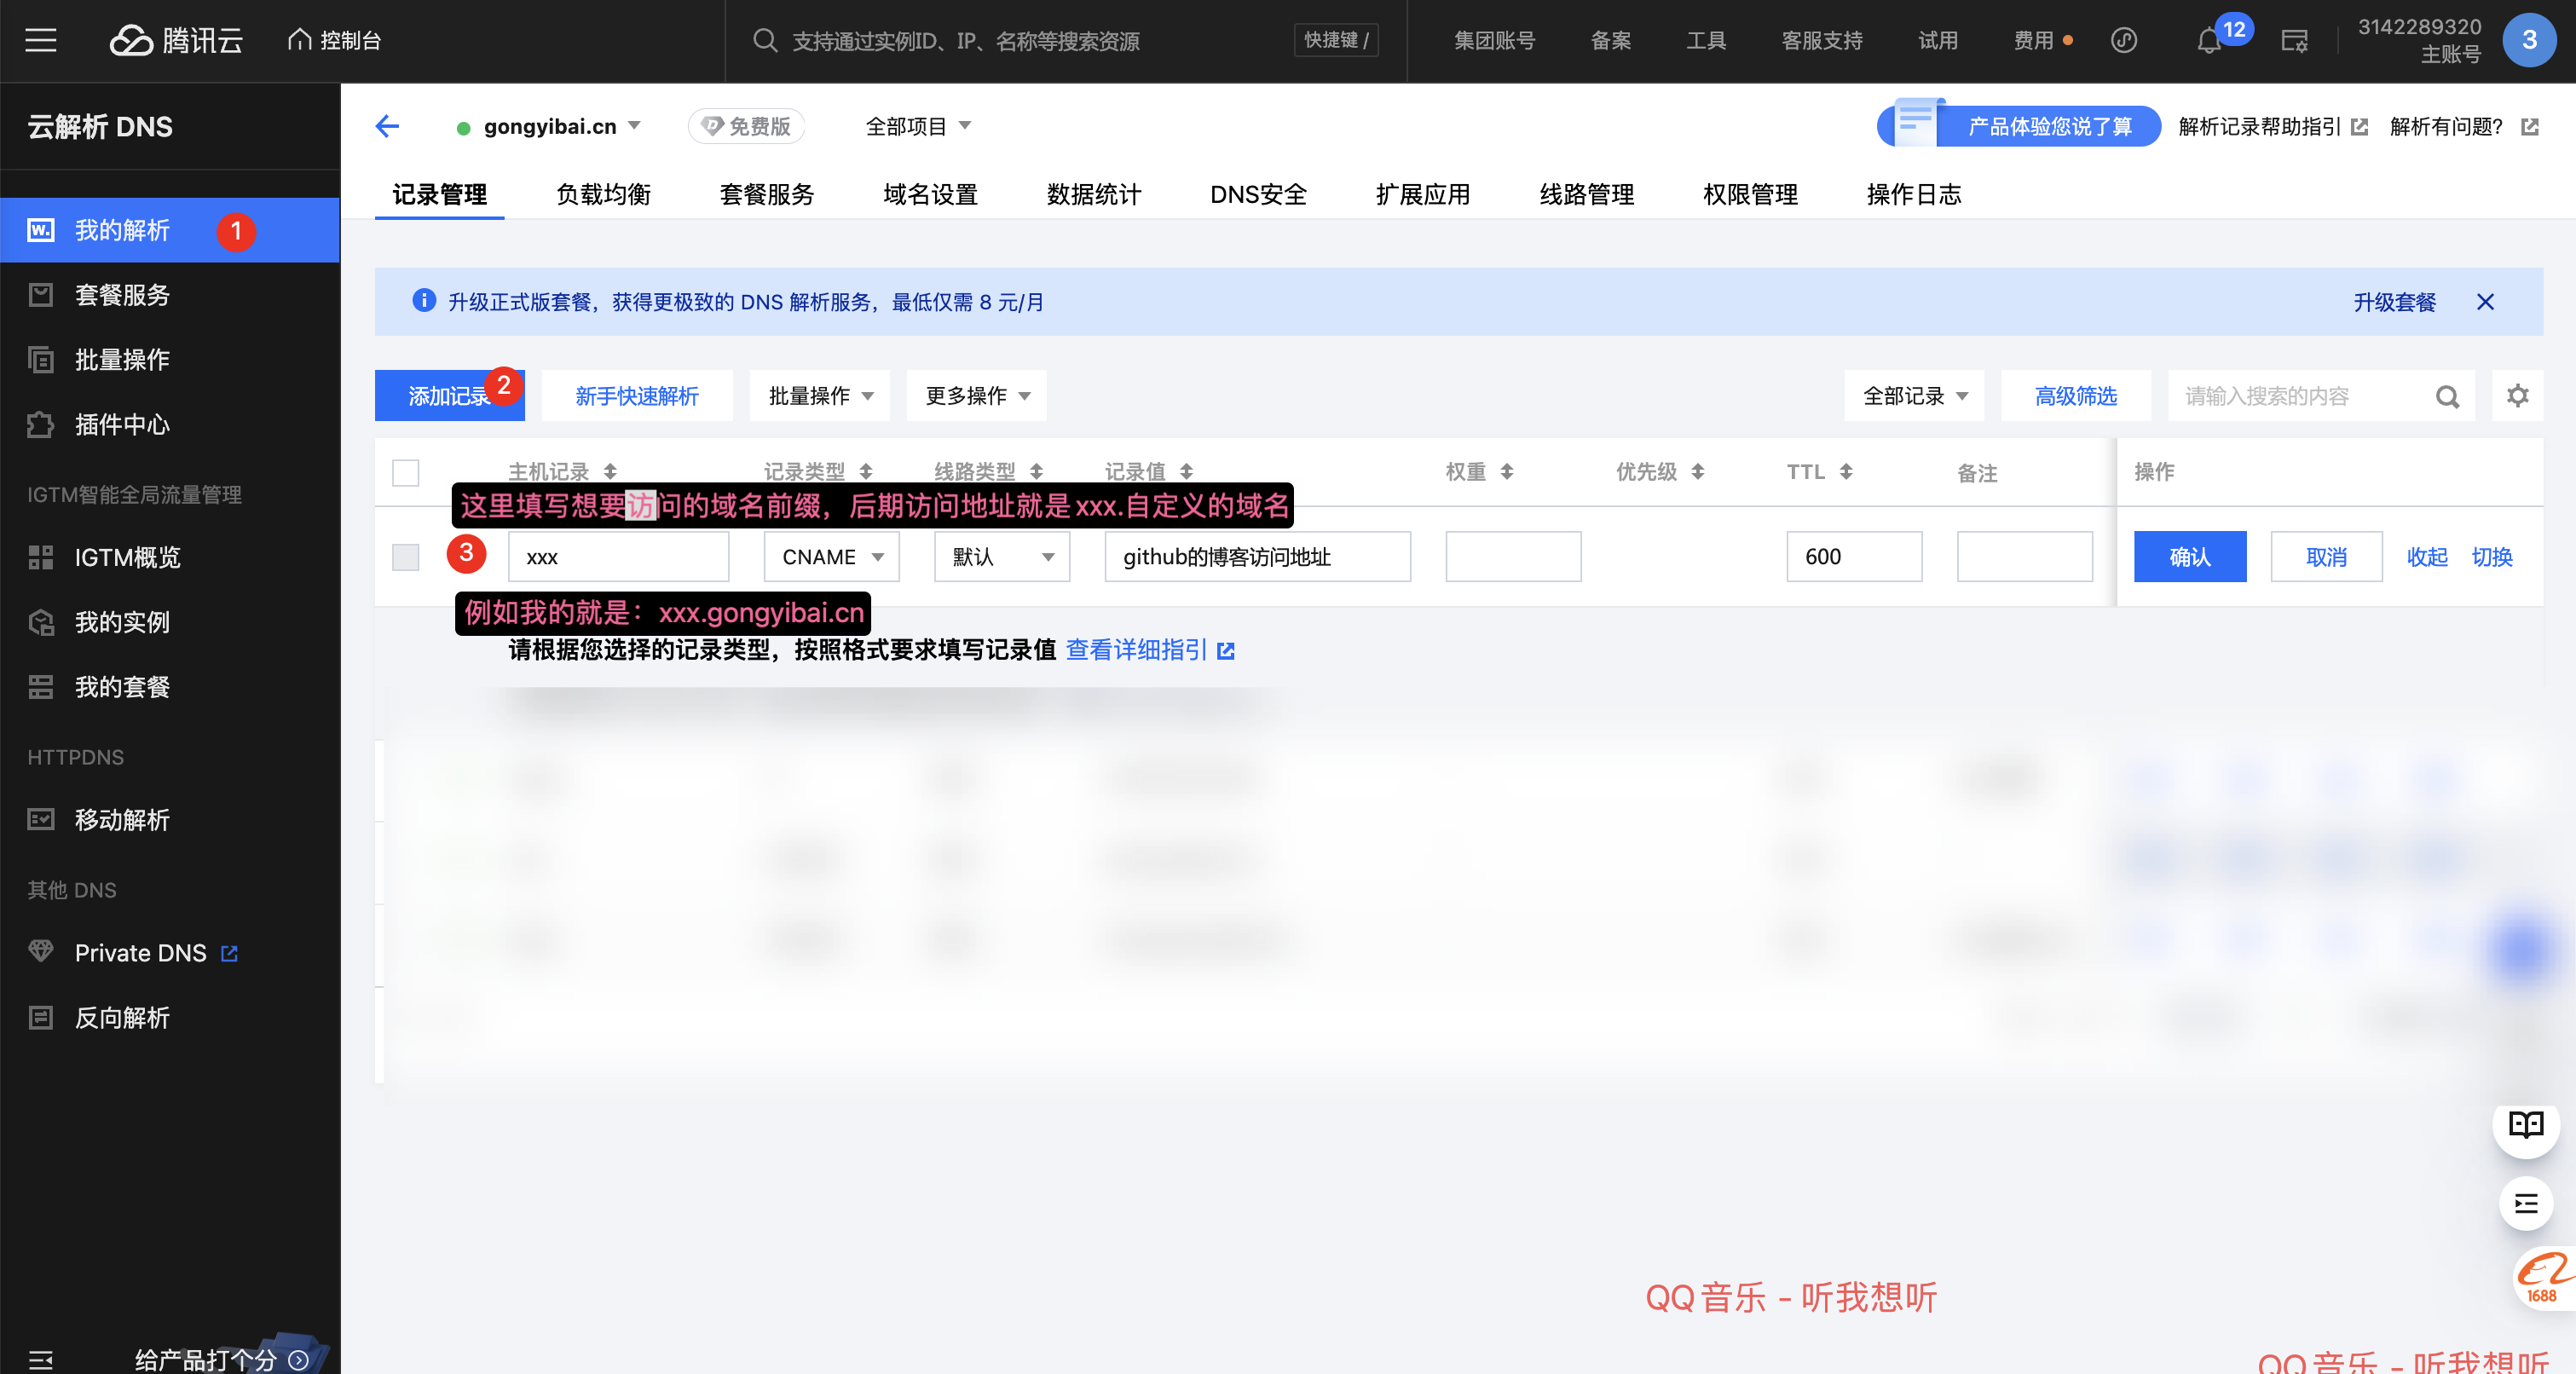 腾讯云
控制台
支持通过实例ID、IP、名称等搜索资源
快捷键 /
集团账号
备案
工具
客服支持
试用
费用
12
3142289320
主账号
3
云解析 DNS
我的解析
1
套餐服务
批量操作
插件中心
IGTM智能全局流量管理
IGTM概览
我的实例
我的套餐
HTTPDNS
移动解析
其他 DNS
Private DNS
反向解析
给产品打个分
gongyibai.cn
免费版
全部项目
产品体验您说了算
解析记录帮助指引
解析有问题?
记录管理
负载均衡
套餐服务
域名设置
数据统计
DNS安全
扩展应用
线路管理
权限管理
操作日志
升级正式版套餐，获得更极致的 DNS 解析服务，最低仅需 8 元/月
升级套餐
添加记录
2
新手快速解析
批量操作
更多操作
全部记录
高级筛选
请输入搜索的内容
主机记录
记录类型
线路类型
记录值
权重
优先级
TTL
备注
操作
这里填写想要访问的域名前缀，后期访问地址就是 xxx.自定义的域名
3
xxx
CNAME
默认
github的博客访问地址
600
确认
取消
收起
切换
例如我的就是：xxx.gongyibai.cn
请根据您选择的记录类型，按照格式要求填写记录值 查看详细指引
1688
QQ音乐 - 听我想听
QQ音乐 - 听我想听